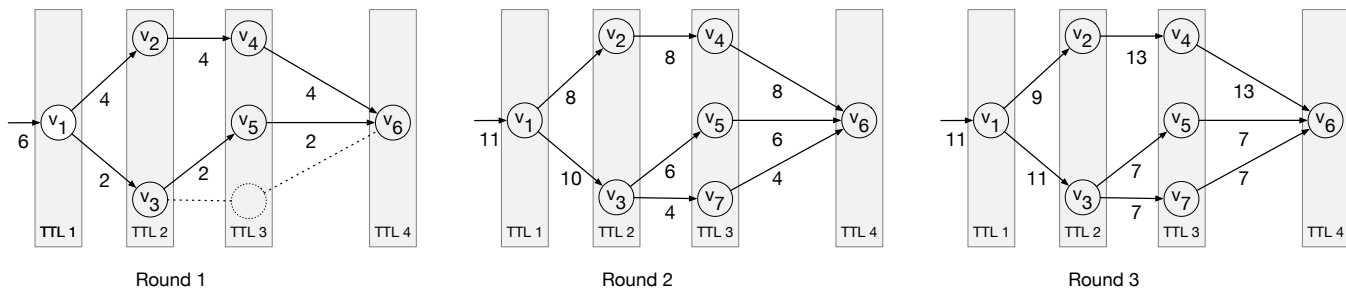 v2 4 v4
4 4
v1 v5 v6
6 2
2 2
v3
TTL 1 TTL 2 TTL 3 TTL 4
Round 1
v2 8 v4
8 8
v1 v5 v6
11 6
10 6
v3 4 v7 4
TTL 1 TTL 2 TTL 3 TTL 4
Round 2
v2 13 v4
9 13
v1 v5 v6
11 7
11 7 7
v3 7 v7
TTL 1 TTL 2 TTL 3 TTL 4
Round 3